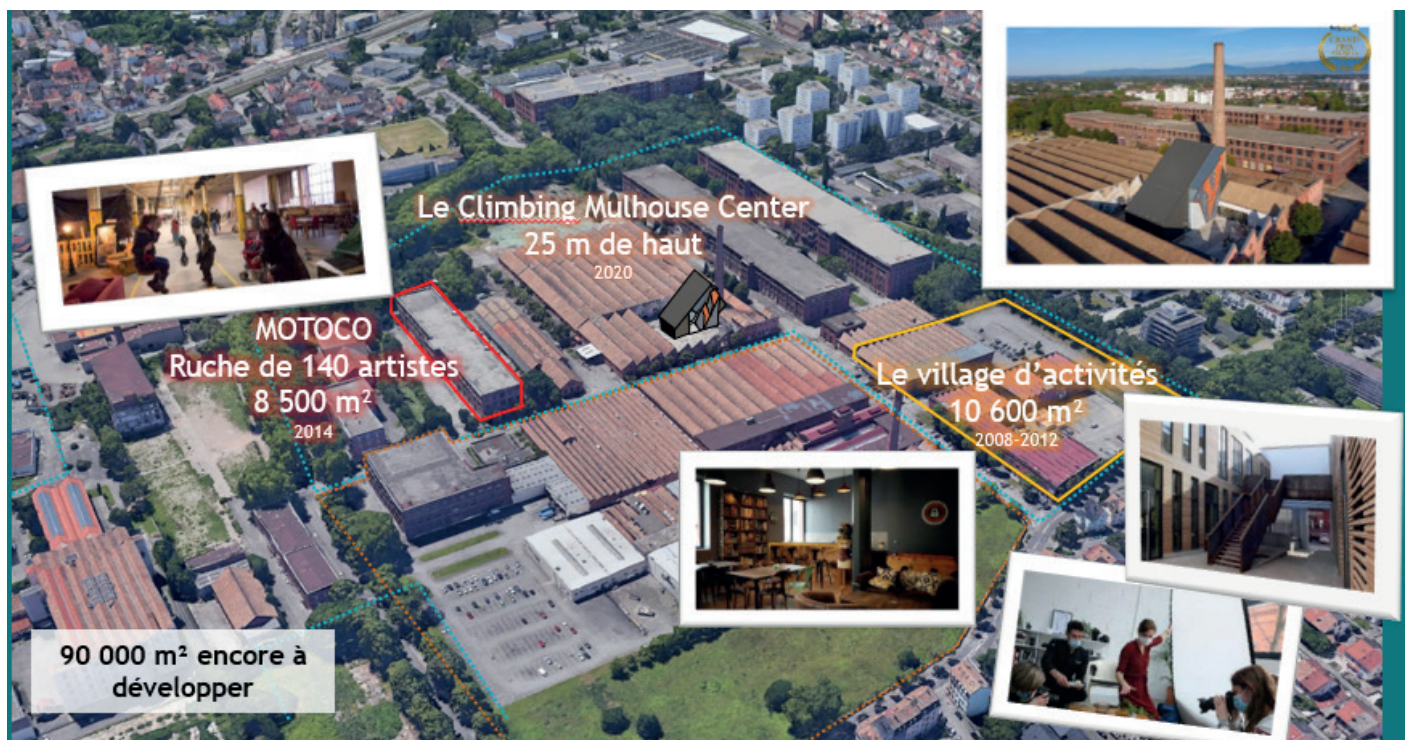 Le Climbing Mulhouse Center
25 m de haut
2020
MOTOCO
Ruche de 140 artistes
8 500 m²
2014
Le village d’activités
10 600 m²
2008-2012
90 000 m² encore à
développer